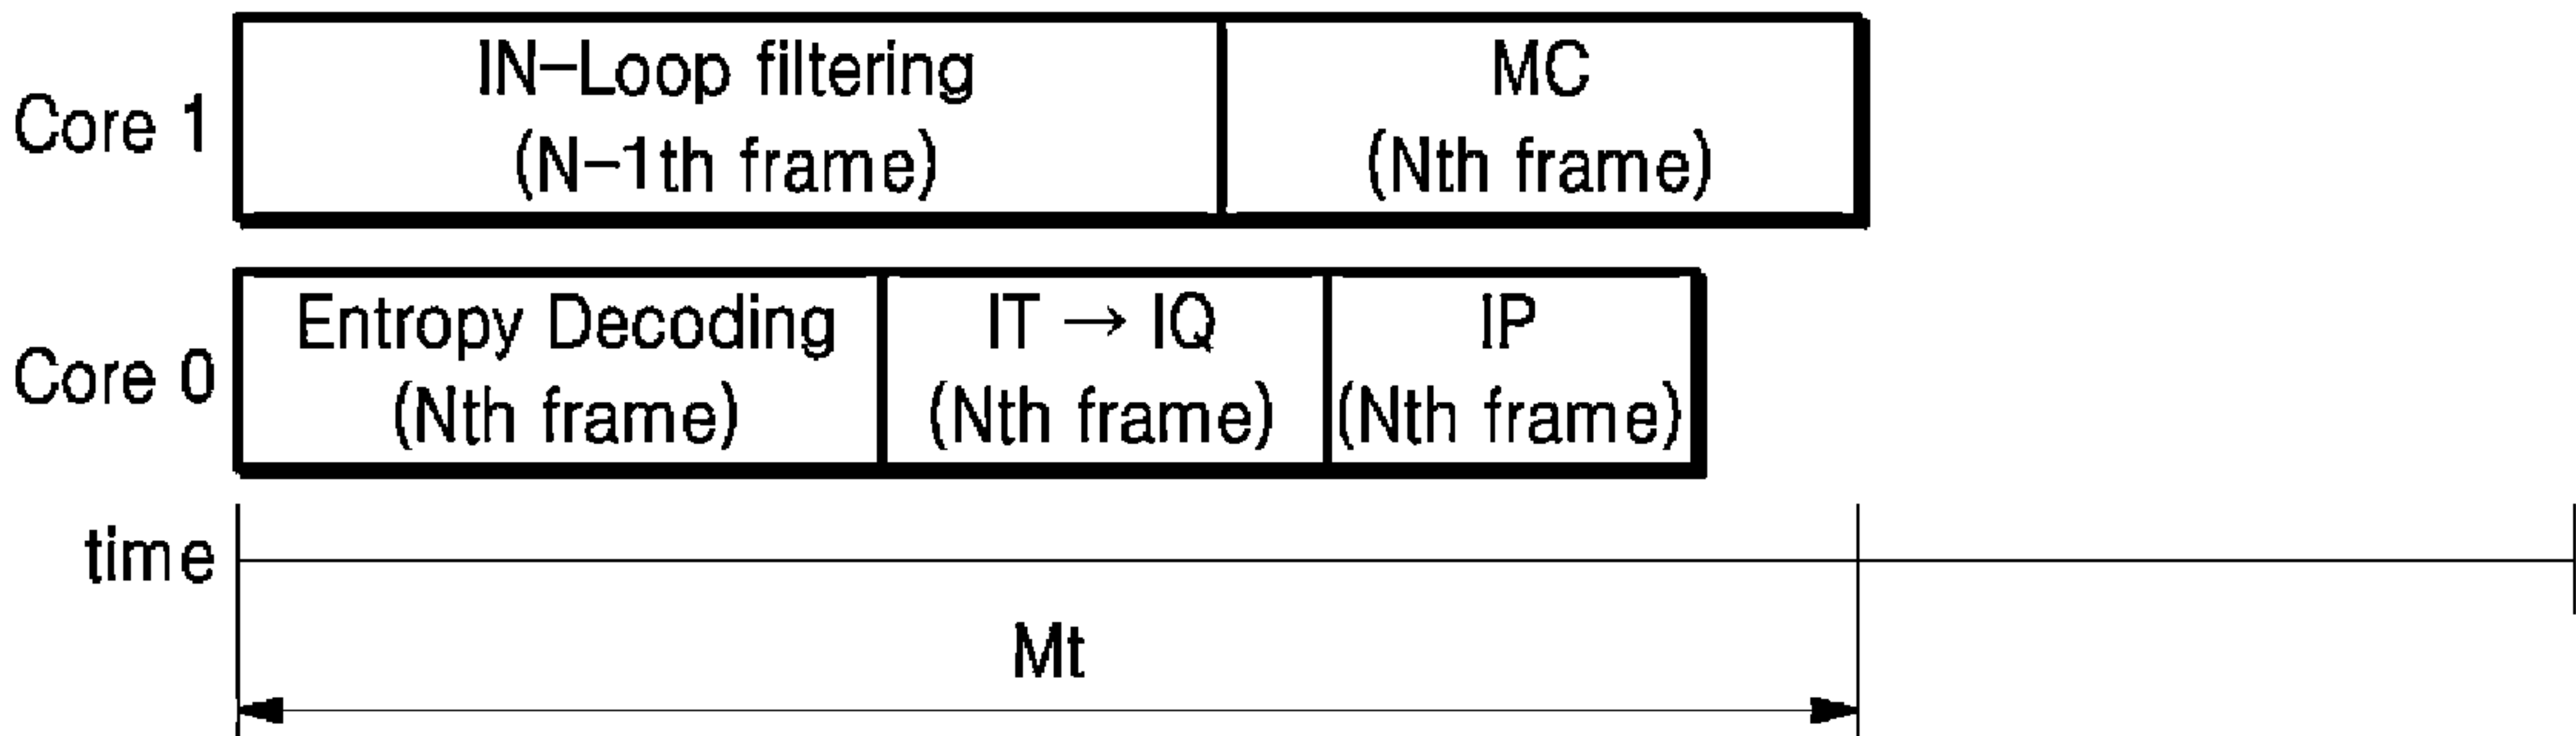 Core 1
IN-Loop filtering
(N-1th frame)
MC
(Nth frame)
Core 0
Entropy Decoding
(Nth frame)
IT → IQ
(Nth frame)
IP
(Nth frame)
time
Mt